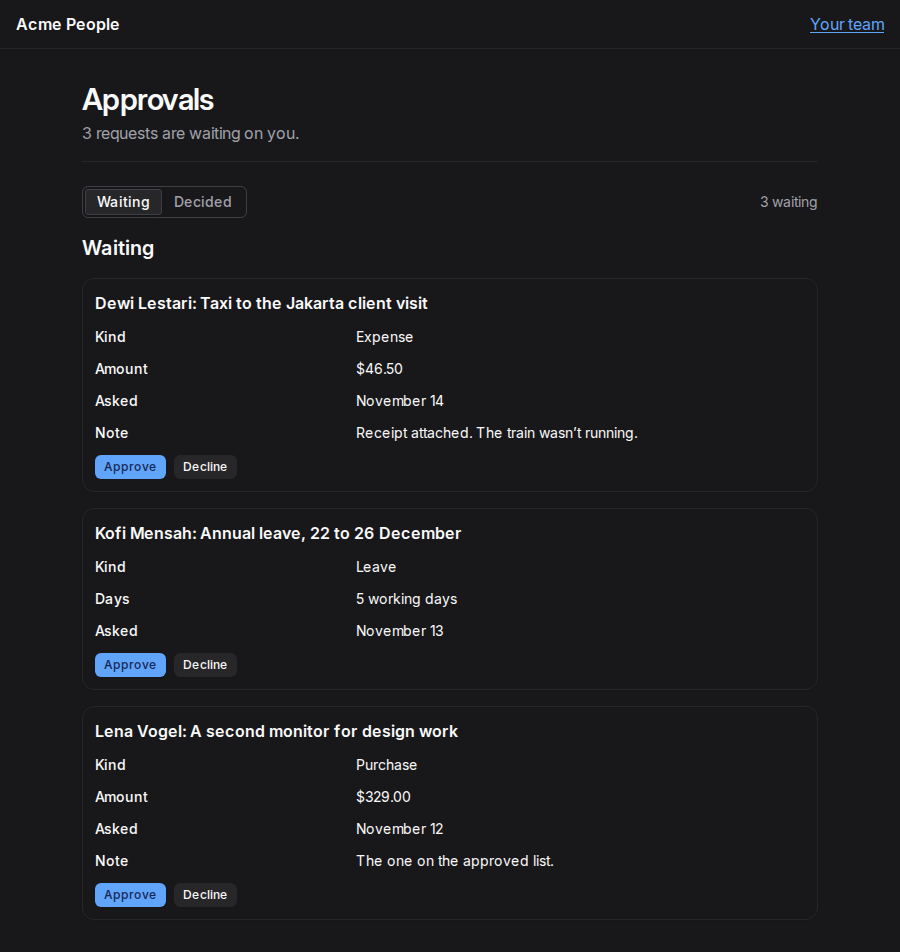 Acme People
Your team
Approvals
3 requests are waiting on you.
Waiting
Decided
3 waiting
Waiting
Dewi Lestari: Taxi to the Jakarta client visit
Kind
Expense
Amount
$46.50
Asked
November 14
Note
Receipt attached. The train wasn’t running.
Approve
Decline
Kofi Mensah: Annual leave, 22 to 26 December
Kind
Leave
Days
5 working days
Asked
November 13
Approve
Decline
Lena Vogel: A second monitor for design work
Kind
Purchase
Amount
$329.00
Asked
November 12
Note
The one on the approved list.
Approve
Decline